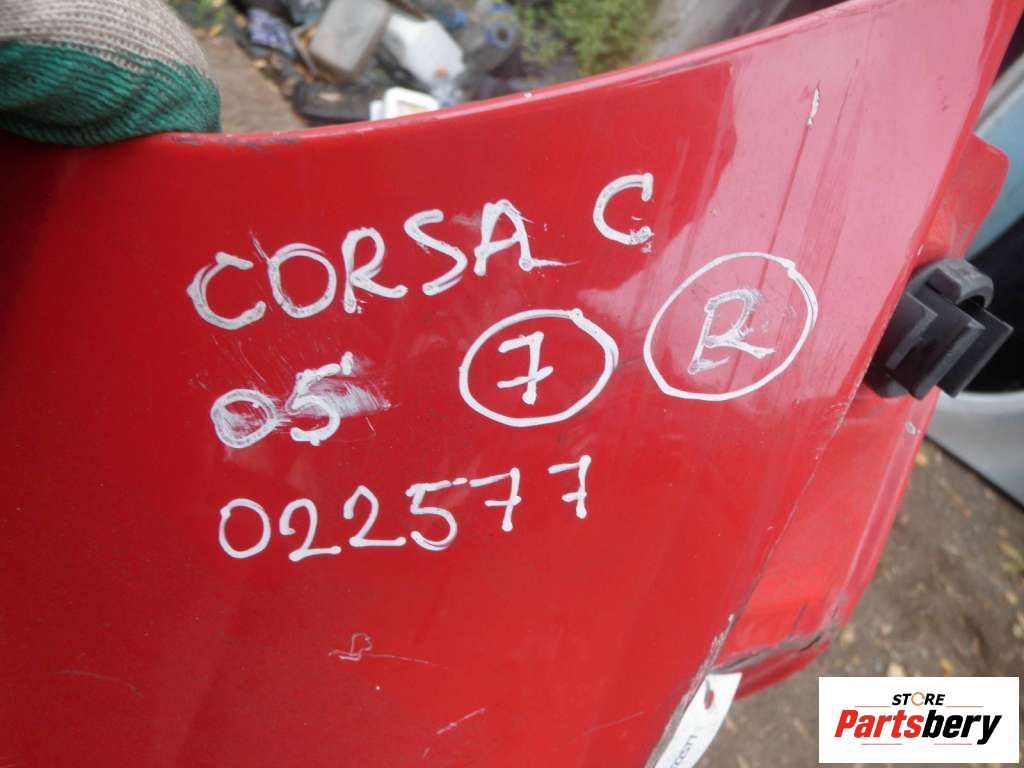 CORSA C
05' 7 R
022577
STORE
Partsbery